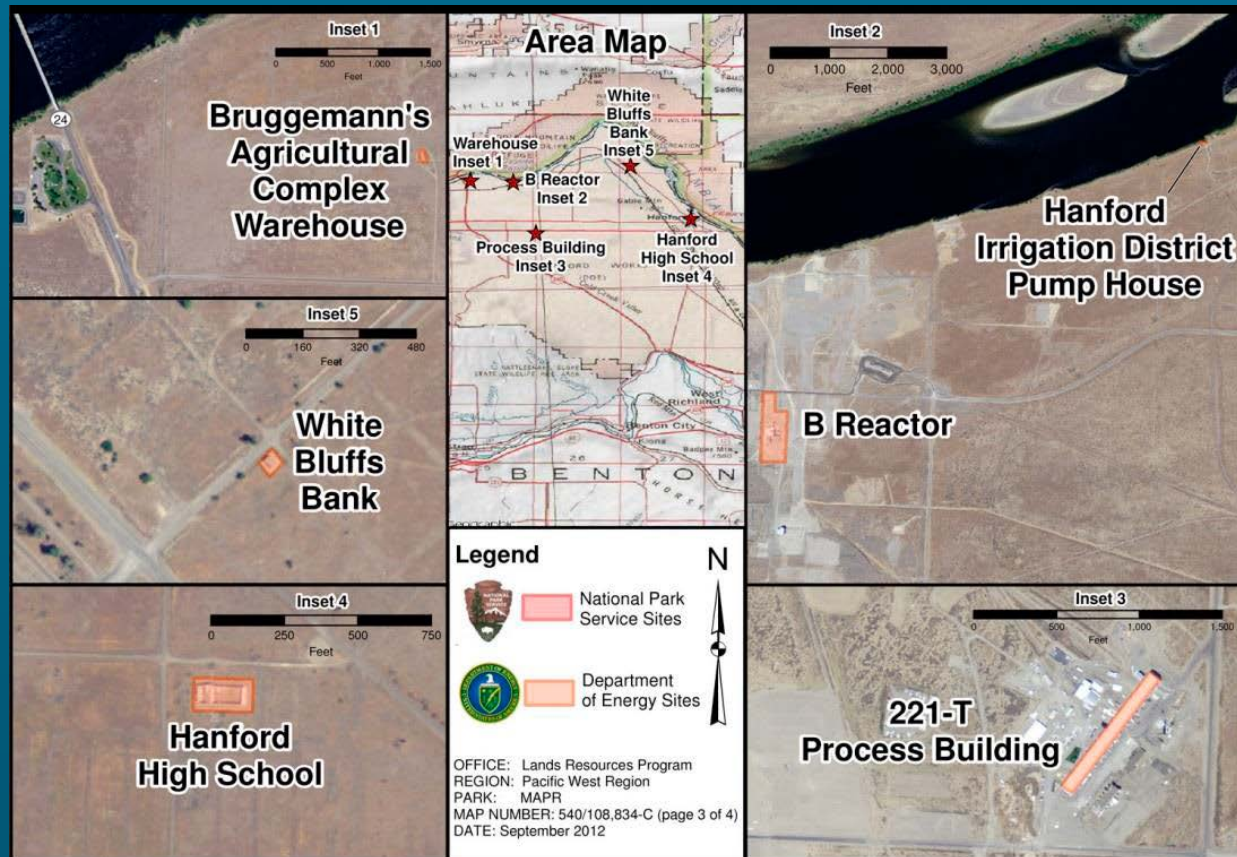 Inset 1
0 500 1,000 1,500
Feet
24
Bruggemann's
Agricultural
Complex
Warehouse
Area Map
White
Bluffs
Bank
Inset 5
Warehouse
Inset 1
B Reactor
Inset 2
Process Building
Inset 3
Hanford
High School
Inset 4
West
Richland
Benton City
Kiona
BENTON
Inset 2
0 1,000 2,000 3,000
Feet
Hanford
Irrigation District
Pump House
B Reactor
Inset 5
0 160 320 480
Feet
White
Bluffs
Bank
Inset 4
0 250 500 750
Feet
Hanford
High School
Legend
N
NATIONAL
PARK
SERVICE
National Park
Service Sites
Department
of Energy Sites
OFFICE: Lands Resources Program
REGION: Pacific West Region
PARK: MAPR
MAP NUMBER: 540/108,834-C (page 3 of 4)
DATE: September 2012
Inset 3
0 500 1,000 1,500
Feet
221-T
Process Building